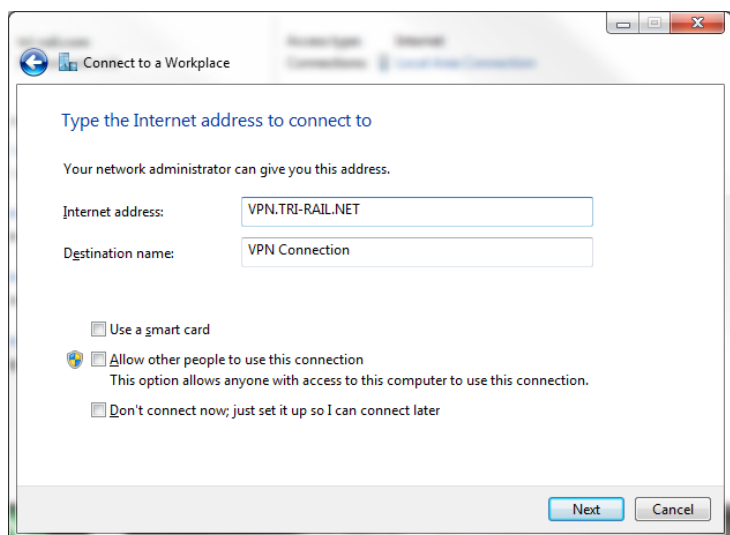 Connect to a Workplace
Type the Internet address to connect to
Your network administrator can give you this address.
Internet address: VPN.TRI-RAIL.NET
Destination name: VPN Connection
Use a smart card
Allow other people to use this connection
This option allows anyone with access to this computer to use this connection.
Don't connect now; just set it up so I can connect later
Next Cancel